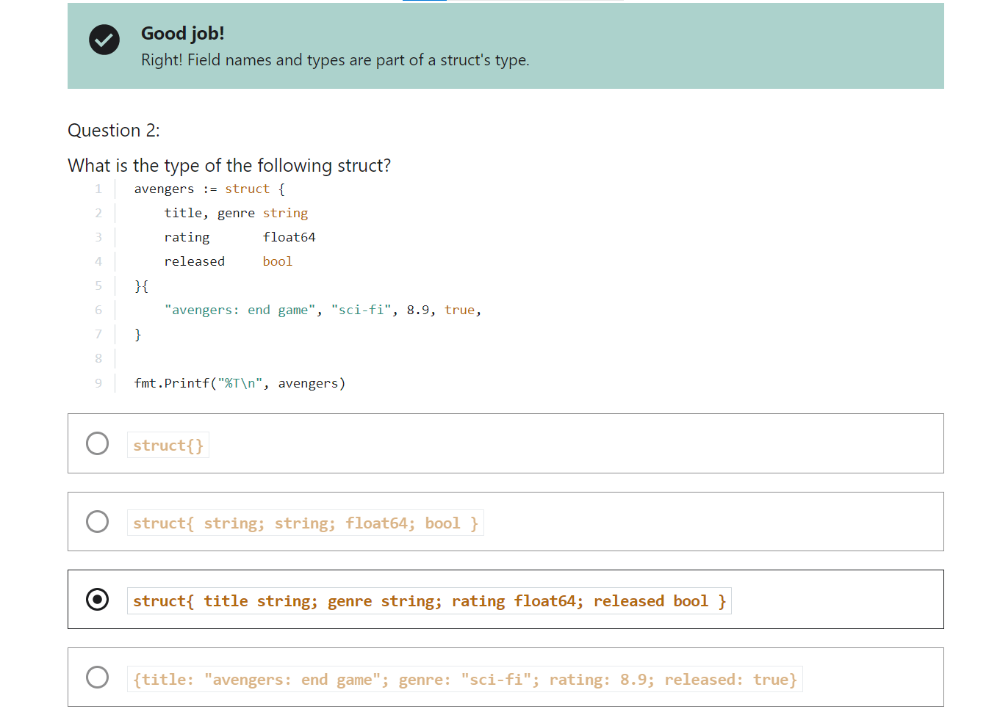 Good job!
Right! Field names and types are part of a struct's type.
Question 2:
What is the type of the following struct?
1 avengers := struct {
2     title, genre string
3     rating       float64
4     released     bool
5 }{
6     "avengers: end game", "sci-fi", 8.9, true,
7 }
8
9 fmt.Printf("%T\n", avengers)
struct{}
struct{ string; string; float64; bool }
struct{ title string; genre string; rating float64; released bool }
{title: "avengers: end game"; genre: "sci-fi"; rating: 8.9; released: true}